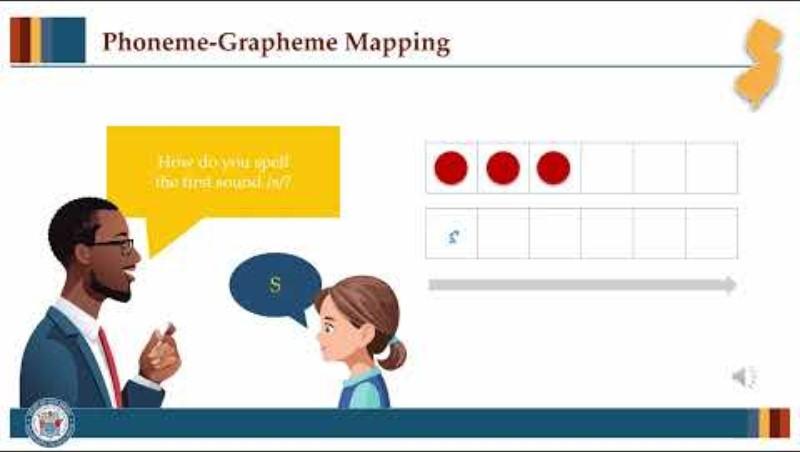 Phoneme-Grapheme Mapping
How do you spell
the first sound /s/?
S
s